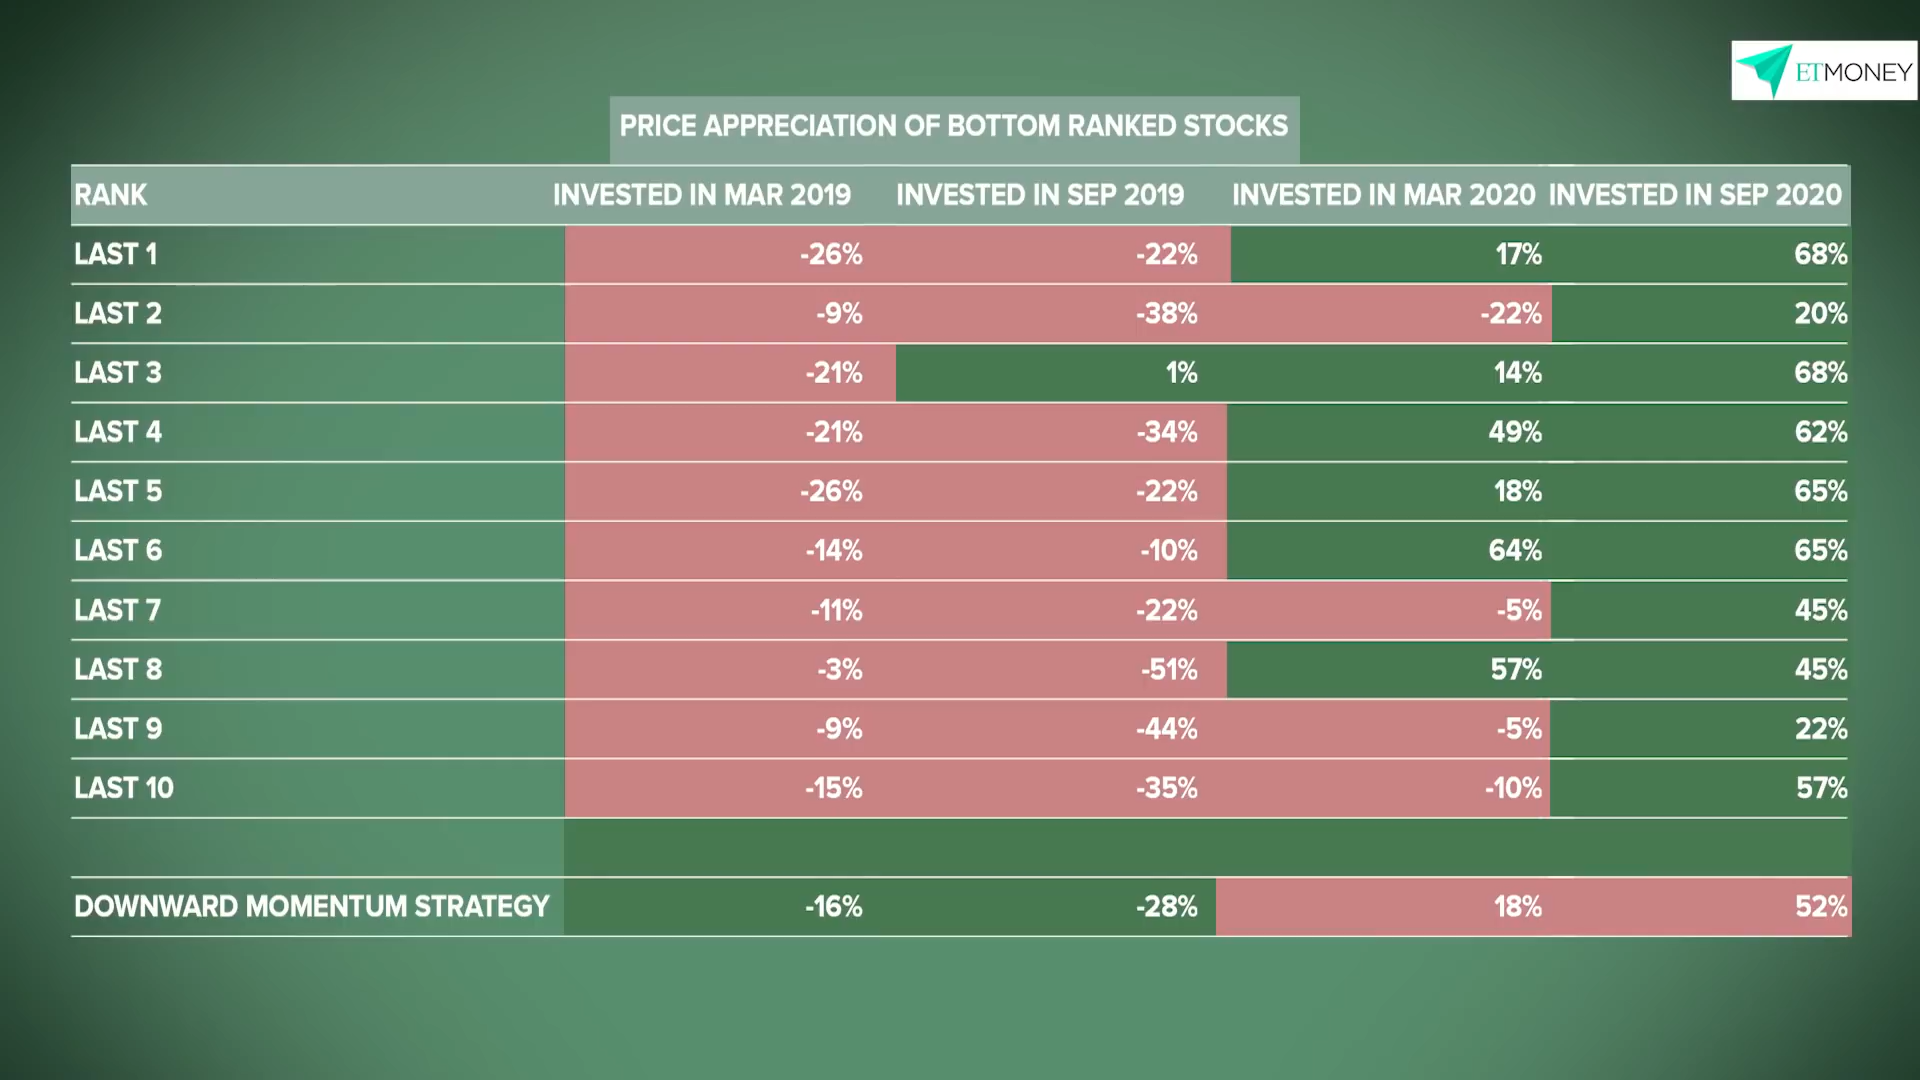 ETMONEY
PRICE APPRECIATION OF BOTTOM RANKED STOCKS
RANK INVESTED IN MAR 2019 INVESTED IN SEP 2019 INVESTED IN MAR 2020 INVESTED IN SEP 2020
LAST 1 -26% -22% 17% 68%
LAST 2 -9% -38% -22% 20%
LAST 3 -21% 1% 14% 68%
LAST 4 -21% -34% 49% 62%
LAST 5 -26% -22% 18% 65%
LAST 6 -14% -10% 64% 65%
LAST 7 -11% -22% -5% 45%
LAST 8 -3% -51% 57% 45%
LAST 9 -9% -44% -5% 22%
LAST 10 -15% -35% -10% 57%
DOWNWARD MOMENTUM STRATEGY -16% -28% 18% 52%